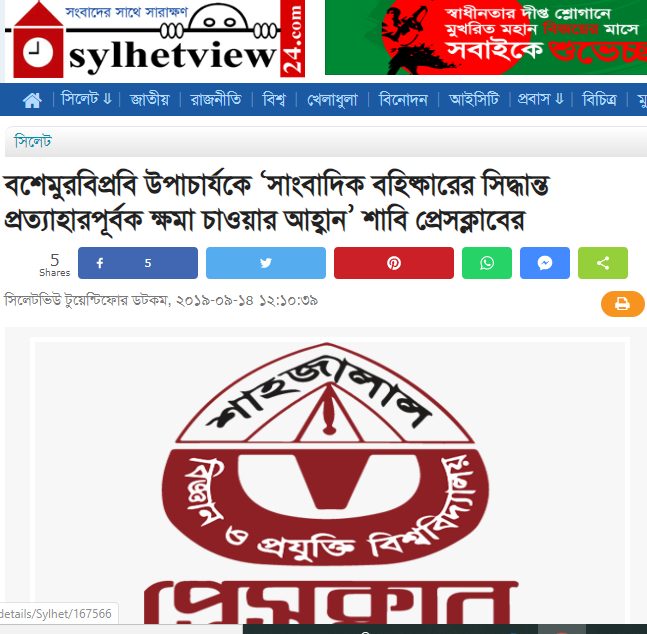 সংবাদের সাথে সারাক্ষণ
sylhetview
24.com
স্বাধীনতার দীপ্ত শ্লোগানে
মুখরিত মহান বিজয়ের মাসে
সবাইকে শুভেচ্ছ
সিলেট ⇓ | জাতীয় | রাজনীতি | বিশ্ব | খেলাধুলা | বিনোদন | আইসিটি | প্রবাস ⇓ | বিচিত্র | মু
সিলেট
বশেমুরবিপ্রবি উপাচার্যকে ‘সাংবাদিক বহিষ্কারের সিদ্ধান্ত
প্রত্যাহারপূর্বক ক্ষমা চাওয়ার আহ্বান’ শাবি প্রেসক্লাবের
5
Shares
5
সিলেটভিউ টুয়েন্টিফোর ডটকম, ২০১৯-০৯-১৪ ১২:১০:৩৯
শাহজালাল
বিজ্ঞান ও প্রযুক্তি বিশ্ববিদ্যালয়
প্রেসক্লাব
details/Sylhet/167566